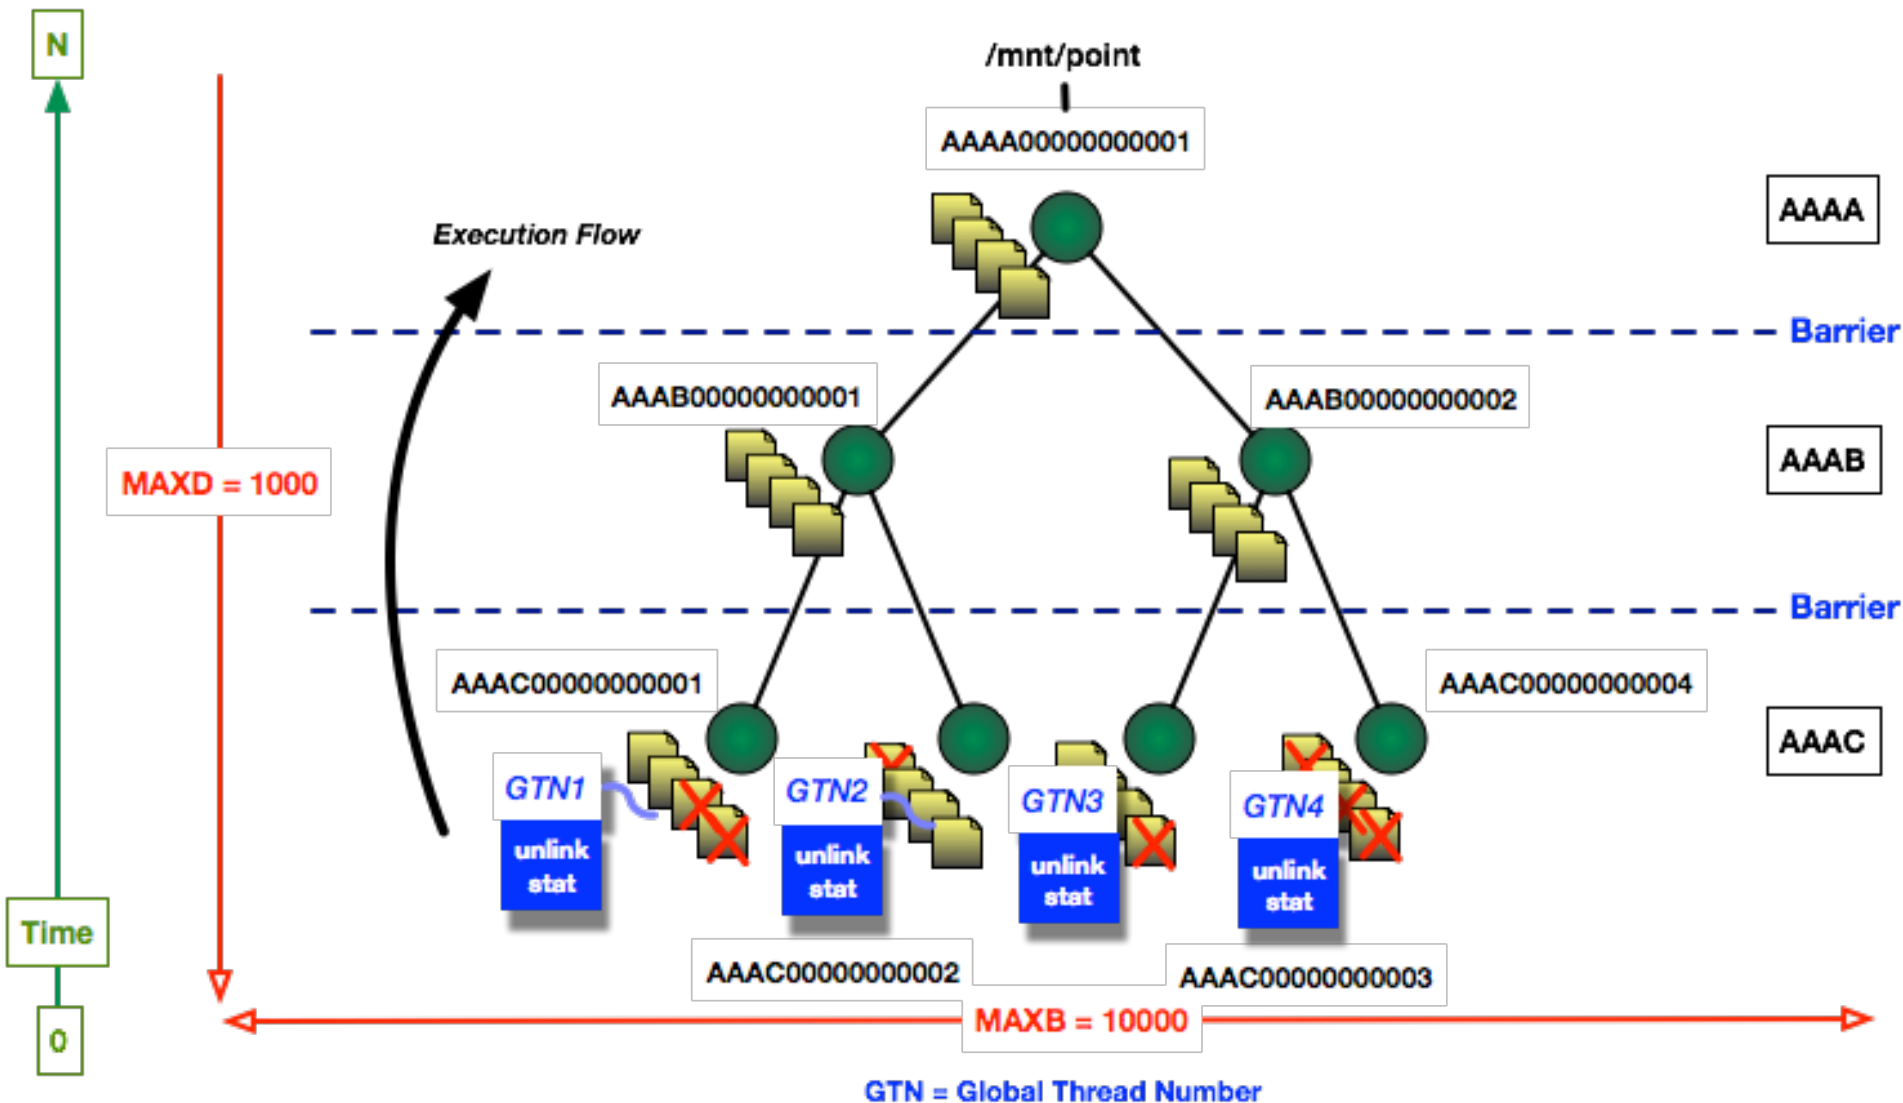 N
/mnt/point
AAAA00000000001
AAAA
Execution Flow
Barrier
AAAB00000000001
AAAB00000000002
AAAB
MAXD = 1000
Barrier
AAAC00000000001
AAAC00000000004
AAAC
GTN1
unlink
stat
GTN2
unlink
stat
GTN3
unlink
stat
GTN4
unlink
stat
Time
AAAC00000000002
AAAC00000000003
MAXB = 10000
0
GTN = Global Thread Number